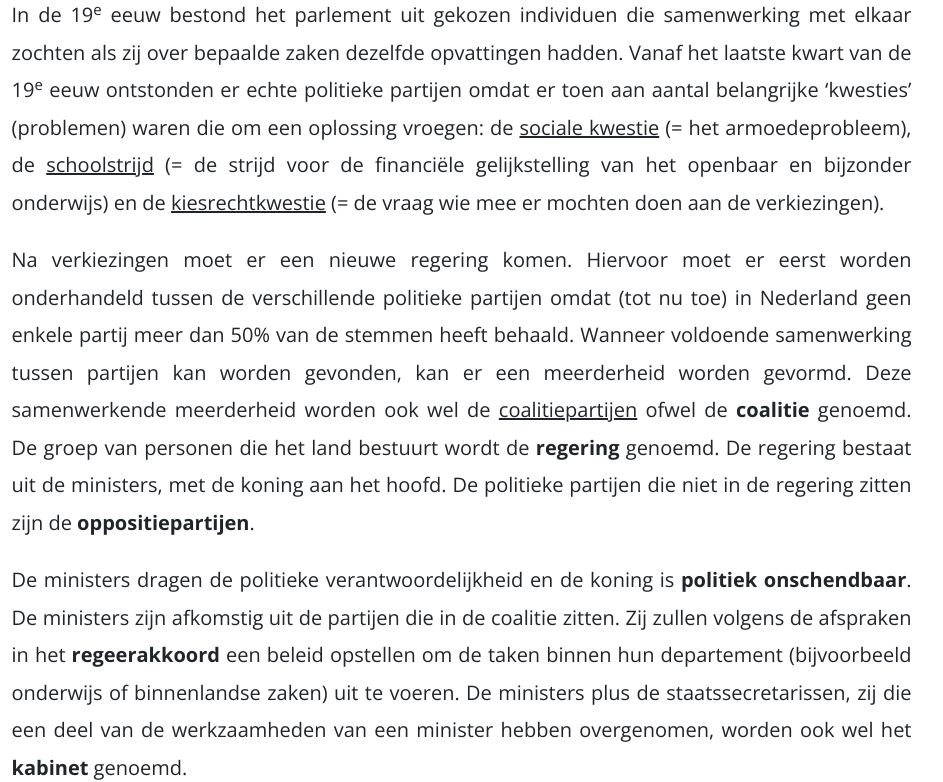 In de 19e eeuw bestond het parlement uit gekozen individuen die samenwerking met elkaar
zochten als zij over bepaalde zaken dezelfde opvattingen hadden. Vanaf het laatste kwart van de
19e eeuw ontstonden er echte politieke partijen omdat er toen aan aantal belangrijke ‘kwesties’
(problemen) waren die om een oplossing vroegen: de sociale kwestie (= het armoedeprobleem),
de schoolstrijd (= de strijd voor de financiële gelijkstelling van het openbaar en bijzonder
onderwijs) en de kiesrechtkwestie (= de vraag wie mee er mochten doen aan de verkiezingen).
Na verkiezingen moet er een nieuwe regering komen. Hiervoor moet er eerst worden
onderhandeld tussen de verschillende politieke partijen omdat (tot nu toe) in Nederland geen
enkele partij meer dan 50% van de stemmen heeft behaald. Wanneer voldoende samenwerking
tussen partijen kan worden gevonden, kan er een meerderheid worden gevormd. Deze
samenwerkende meerderheid worden ook wel de coalitiepartijen ofwel de coalitie genoemd.
De groep van personen die het land bestuurt wordt de regering genoemd. De regering bestaat
uit de ministers, met de koning aan het hoofd. De politieke partijen die niet in de regering zitten
zijn de oppositiepartijen.
De ministers dragen de politieke verantwoordelijkheid en de koning is politiek onschendbaar.
De ministers zijn afkomstig uit de partijen die in de coalitie zitten. Zij zullen volgens de afspraken
in het regeerakkoord een beleid opstellen om de taken binnen hun departement (bijvoorbeeld
onderwijs of binnenlandse zaken) uit te voeren. De ministers plus de staatssecretarissen, zij die
een deel van de werkzaamheden van een minister hebben overgenomen, worden ook wel het
kabinet genoemd.